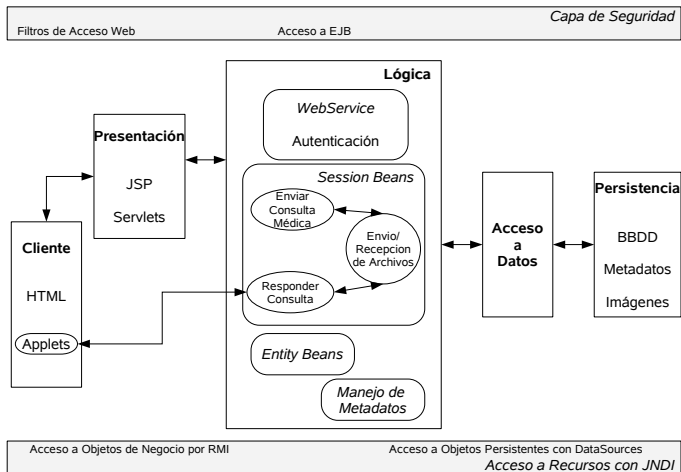 Capa de Seguridad
Filtros de Acceso Web
Acceso a EJB
Lógica
WebService
Autenticación
Presentación
JSP
Servlets
Session Beans
Enviar
Consulta
Médica
Envio/
Recepcion
de Archivos
Responder
Consulta
Cliente
HTML
Applets
Entity Beans
Manejo de
Metadatos
Acceso
a
Datos
Persistencia
BBDD
Metadatos
Imágenes
Acceso a Objetos de Negocio por RMI
Acceso a Objetos Persistentes con DataSources
Acceso a Recursos con JNDI